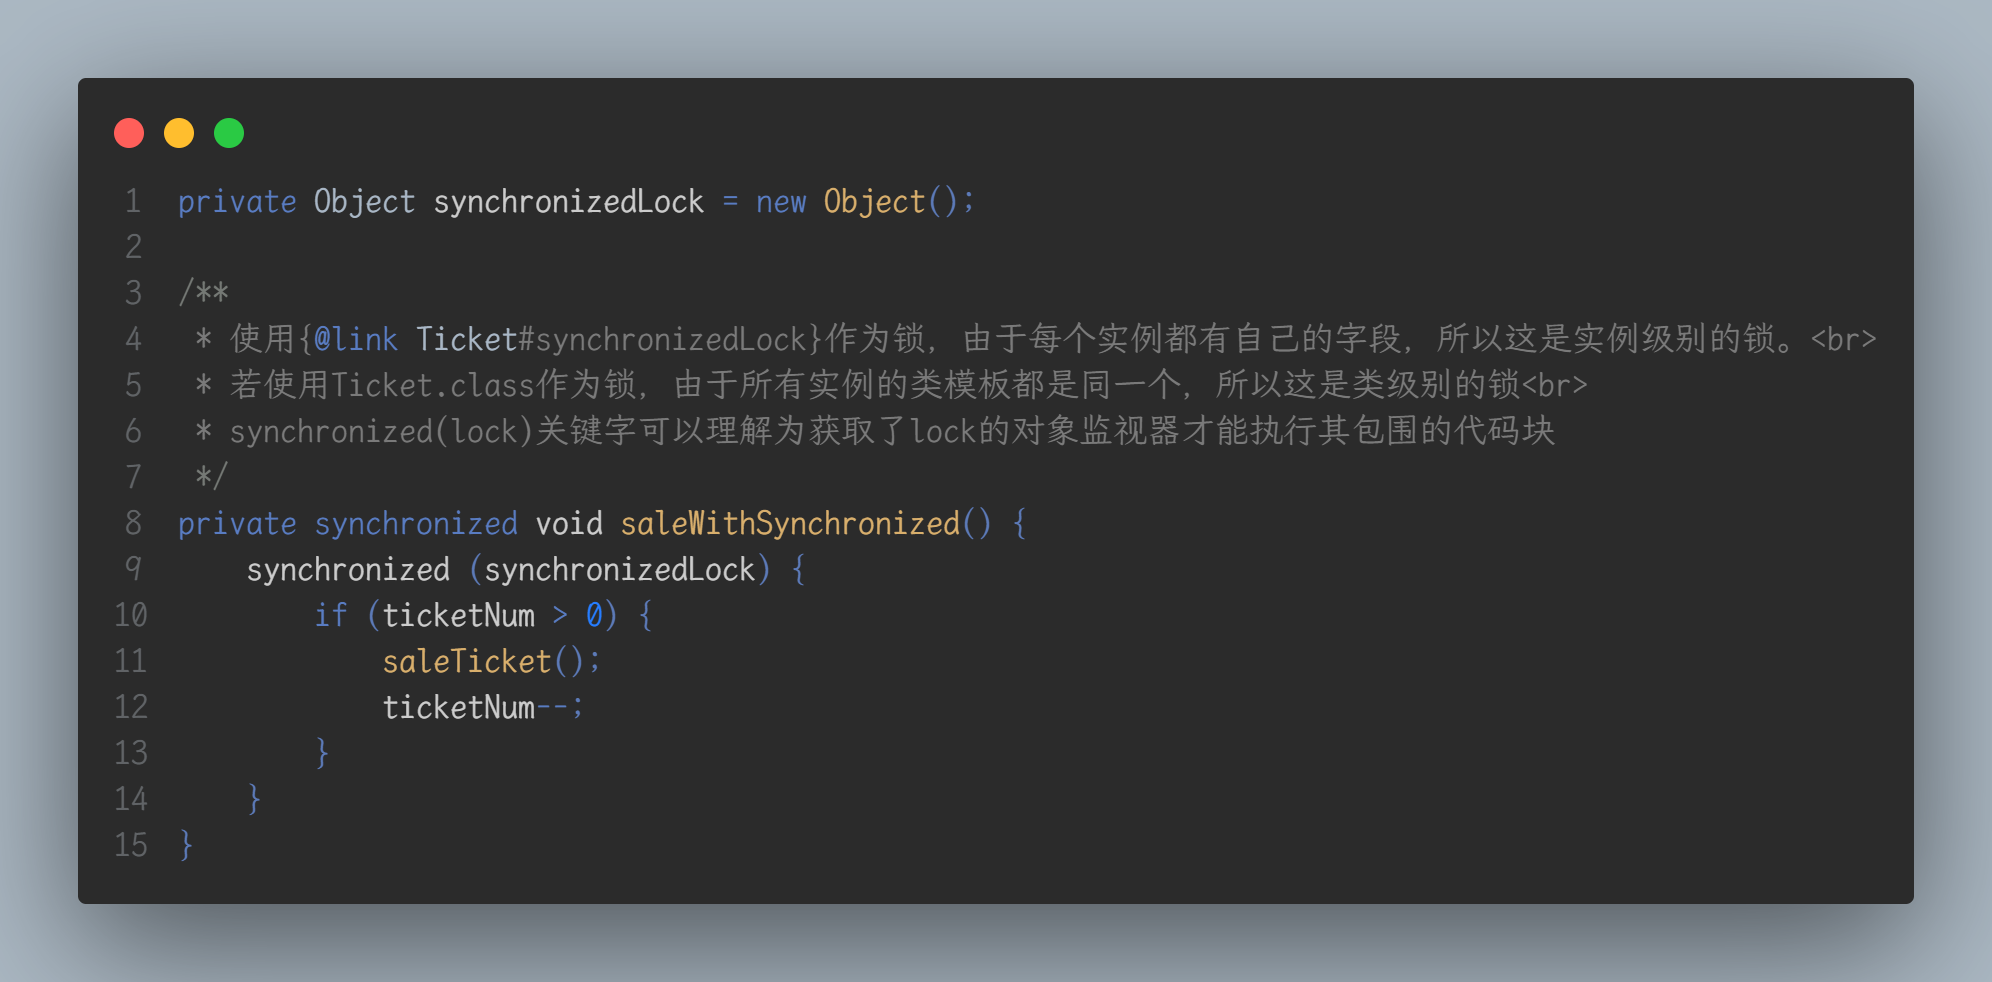 1 private Object synchronizedLock = new Object();
2
3 /**
4  * 使用{@link Ticket#synchronizedLock}作为锁，由于每个实例都有自己的字段，所以这是实例级别的锁。<br>
5  * 若使用Ticket.class作为锁，由于所有实例的类模板都是同一个，所以这是类级别的锁<br>
6  * synchronized(lock)关键字可以理解为获取了lock的对象监视器才能执行其包围的代码块
7  */
8 private synchronized void saleWithSynchronized() {
9     synchronized (synchronizedLock) {
10         if (ticketNum > 0) {
11             saleTicket();
12             ticketNum--;
13         }
14     }
15 }